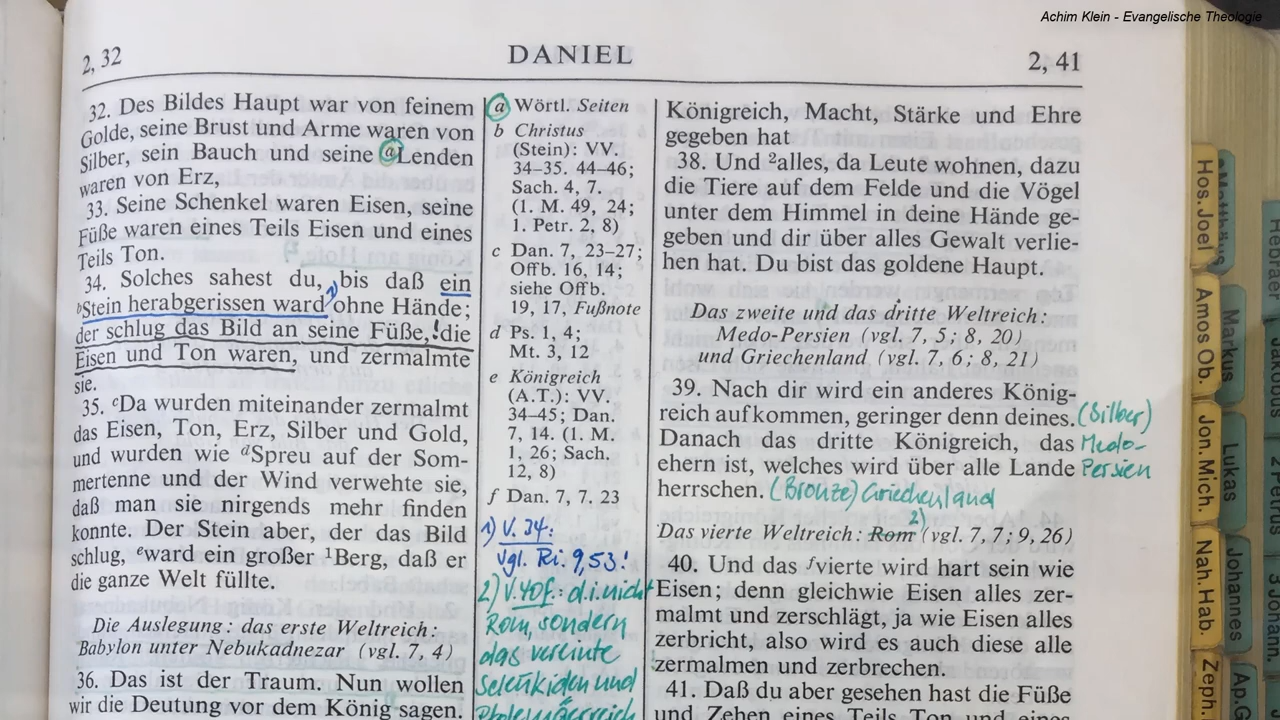 Achim Klein - Evangelische Theologie
2, 32
DANIEL
2, 41
32. Des Bildes Haupt war von feinem
Golde, seine Brust und Arme waren von
Silber, sein Bauch und seine aLenden
waren von Erz,
33. Seine Schenkel waren Eisen, seine
Füße waren eines Teils Eisen und eines
Teils Ton.
34. Solches sahest du, bis daß ein
bStein herabgerissen ward 1) ohne Hände;
der schlug das Bild an seine Füße,! die
Eisen und Ton waren, und zermalmte
sie.
35. cDa wurden miteinander zermalmt
das Eisen, Ton, Erz, Silber und Gold,
und wurden wie dSpreu auf der Som-
mertenne und der Wind verwehte sie,
daß man sie nirgends mehr finden
konnte. Der Stein aber, der das Bild
schlug, eward ein großer 1Berg, daß er
die ganze Welt füllte.
Die Auslegung: das erste Weltreich:
Babylon unter Nebukadnezar (vgl. 7, 4)
36. Das ist der Traum. Nun wollen
wir die Deutung vor dem König sagen.
a Wörtl. Seiten
b Christus
(Stein): VV.
34–35. 44–46;
Sach. 4, 7.
(1. M. 49, 24;
1. Petr. 2, 8)
c Dan. 7, 23–27;
Offb. 16, 14;
siehe Offb.
19, 17, Fußnote
d Ps. 1, 4;
Mt. 3, 12
e Königreich
(A.T.): VV.
34–45; Dan.
7, 14. (1. M.
1, 26; Sach.
12, 8)
f Dan. 7, 7. 23
1) V. 34:
vgl. Ri. 9,53!
2) V.40f.: d.i. nicht
Rom, sondern
das vereinte
Seleukiden und
Ptolemäerreich
Königreich, Macht, Stärke und Ehre
gegeben hat
38. Und 2alles, da Leute wohnen, dazu
die Tiere auf dem Felde und die Vögel
unter dem Himmel in deine Hände ge-
geben und dir über alles Gewalt verlie-
hen hat. Du bist das goldene Haupt.
Das zweite und das dritte Weltreich:
Medo-Persien (vgl. 7, 5; 8, 20)
und Griechenland (vgl. 7, 6; 8, 21)
39. Nach dir wird ein anderes König-
reich aufkommen, geringer denn deines. (Silber)
Danach das dritte Königreich, das Medo-
ehern ist, welches wird über alle Lande Persien
herrschen. (Bronze) Griechenland
Das vierte Weltreich: Rom 2) (vgl. 7, 7; 9, 26)
40. Und das fvierte wird hart sein wie
Eisen; denn gleichwie Eisen alles zer-
malmt und zerschlägt, ja wie Eisen alles
zerbricht, also wird es auch diese alle
zermalmen und zerbrechen.
41. Daß du aber gesehen hast die Füße
und Zehen eines Teils Ton und eines
Hos. Joel
Amos Ob.
Jon. Mich.
Nah. Hab.
Zeph.
Matthäus
Markus
Lukas
Johannes
Ap.G
Hebräer
Jakobus
2 Petrus
3 Johann.